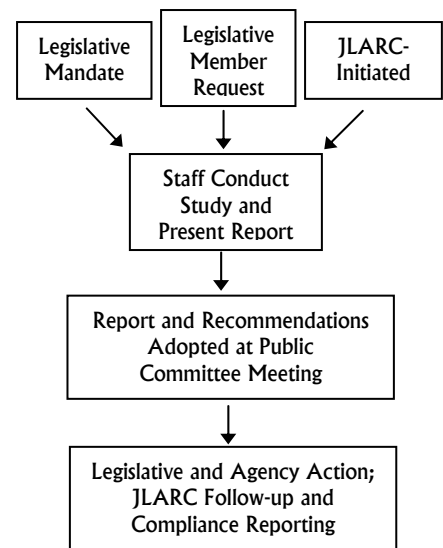 Legislative
Mandate
Legislative
Member
Request
JLARC-
Initiated
Staff Conduct
Study and
Present Report
Report and Recommendations
Adopted at Public
Committee Meeting
Legislative and Agency Action;
JLARC Follow-up and
Compliance Reporting